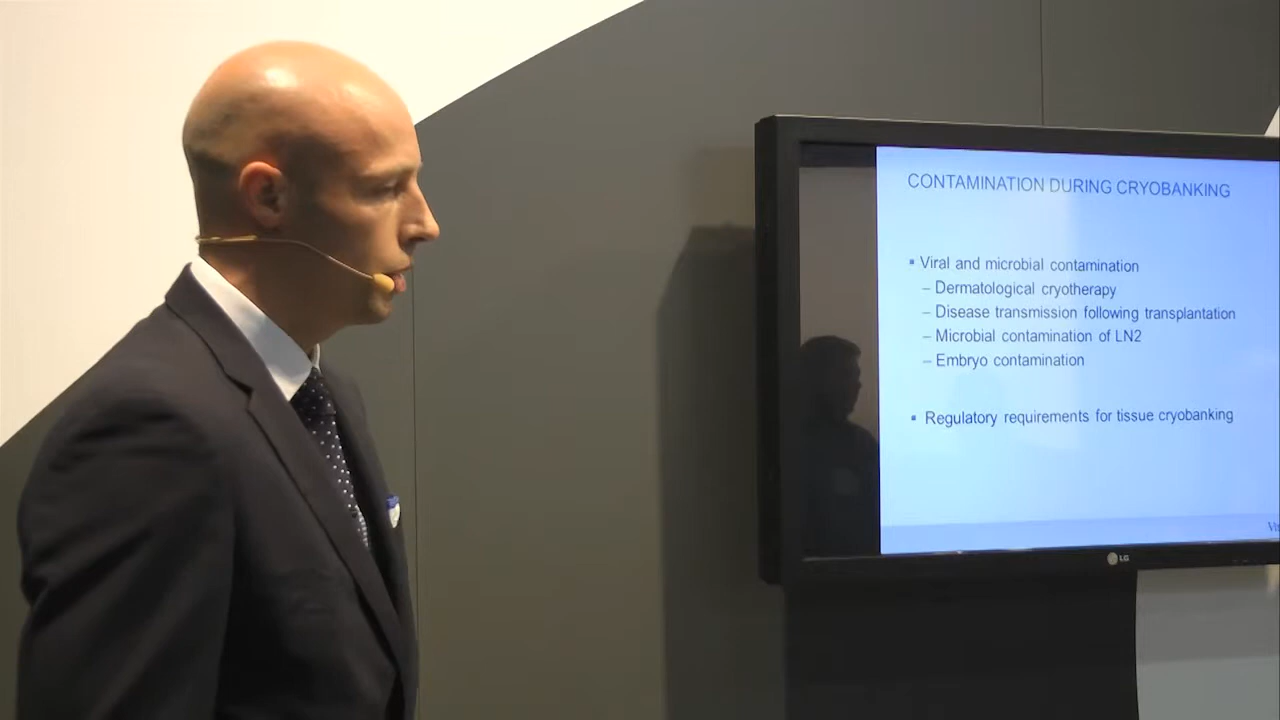 CONTAMINATION DURING CRYOBANKING
▪ Viral and microbial contamination
– Dermatological cryotherapy
– Disease transmission following transplantation
– Microbial contamination of LN2
– Embryo contamination
▪ Regulatory requirements for tissue cryobanking
LG